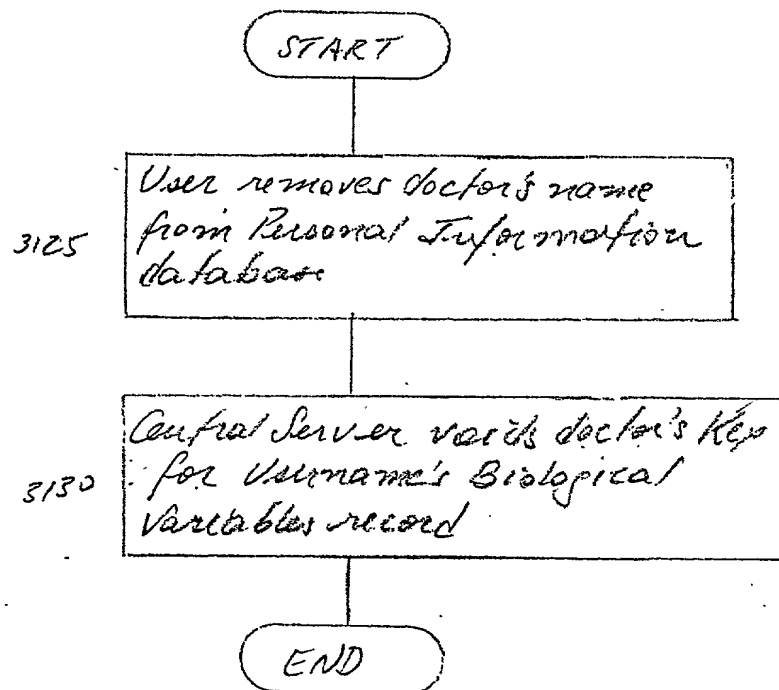 START
User removes doctor's name
3125 from Personal Information
database
Central Server voids doctor's Key
3130 for Username's Biological
Variables record
END